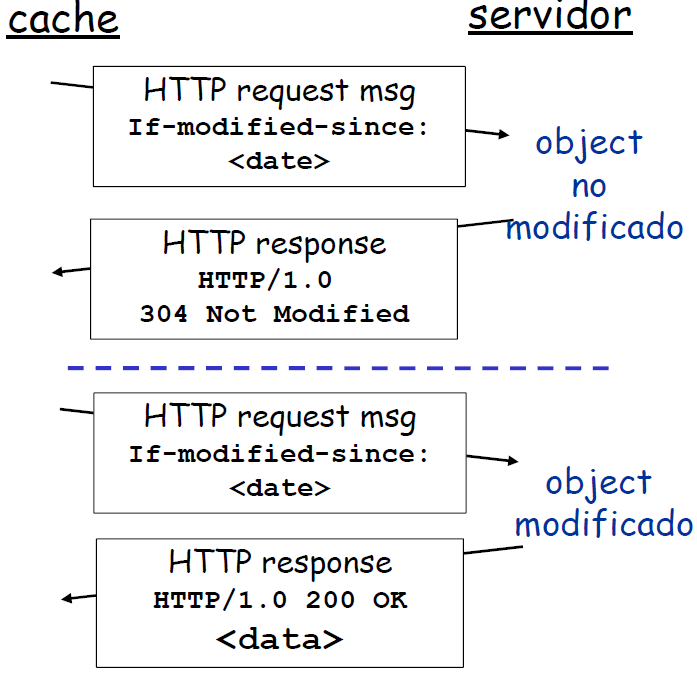 cache
servidor
HTTP request msg
If-modified-since:
<date>
object
no
modificado
HTTP response
HTTP/1.0
304 Not Modified
HTTP request msg
If-modified-since:
<date>
object
modificado
HTTP response
HTTP/1.0 200 OK
<data>